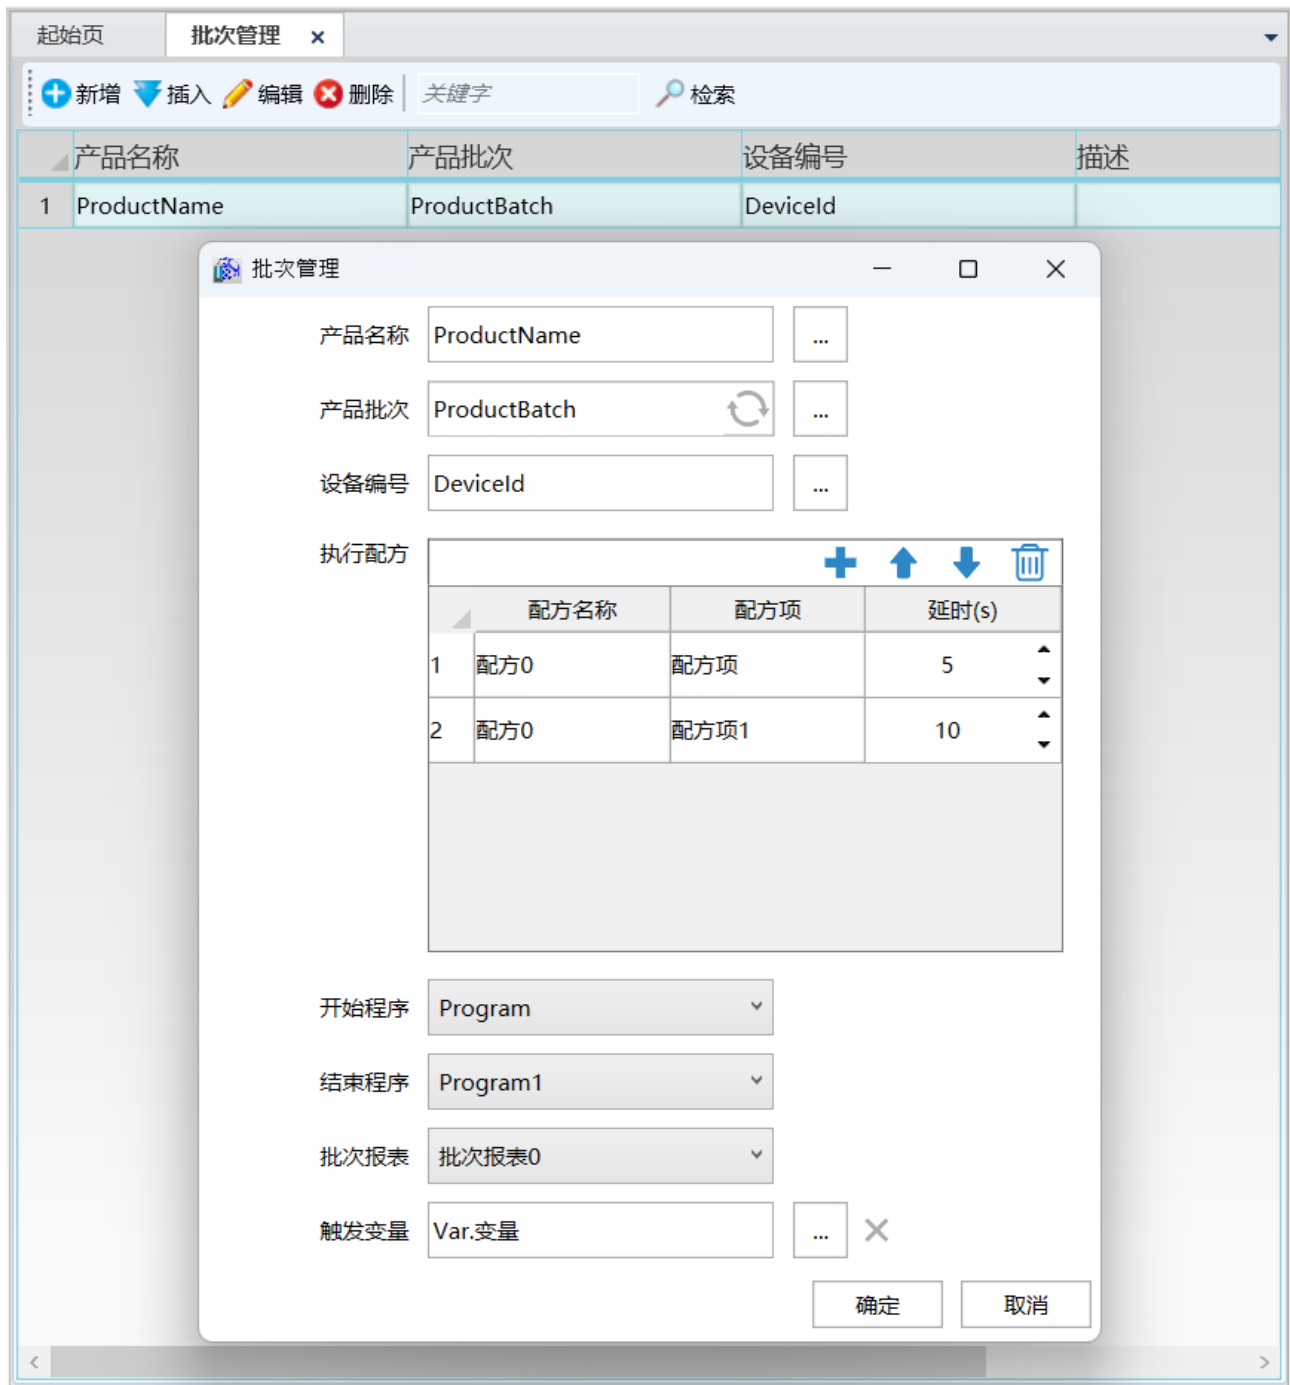 起始页 批次管理 x
新增 插入 编辑 删除 关键字 检索
产品名称 产品批次 设备编号 描述
1 ProductName ProductBatch DeviceId
批次管理
产品名称 ProductName ...
产品批次 ProductBatch ...
设备编号 DeviceId ...
执行配方
配方名称 配方项 延时(s)
1 配方0 配方项 5
2 配方0 配方项1 10
开始程序 Program
结束程序 Program1
批次报表 批次报表0
触发变量 Var.变量 ...
确定 取消